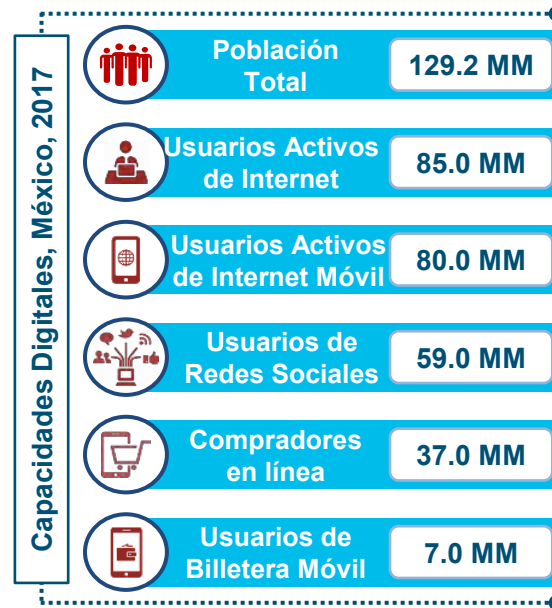 Capacidades Digitales, México, 2017
Población
Total
129.2 MM
Usuarios Activos
de Internet
85.0 MM
Usuarios Activos
de Internet Móvil
80.0 MM
Usuarios de
Redes Sociales
59.0 MM
Compradores
en línea
37.0 MM
Usuarios de
Billetera Móvil
7.0 MM